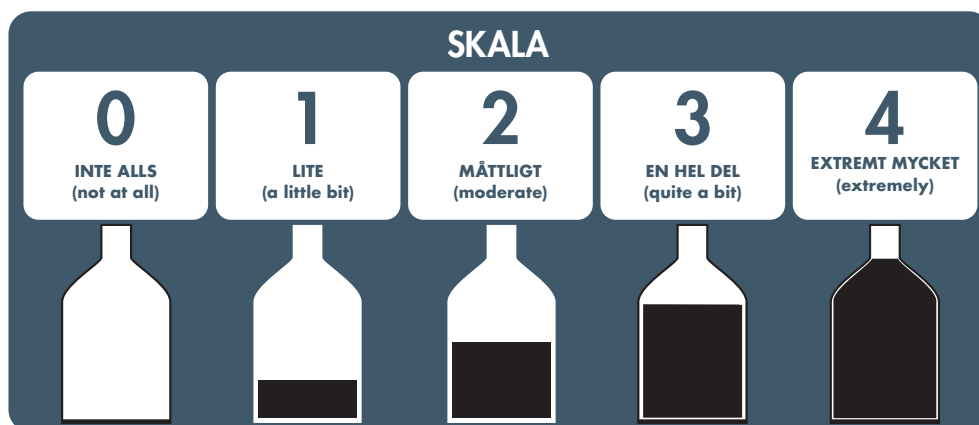 SKALA
0
INTE ALLS
(not at all)
1
LITE
(a little bit)
2
MÅTTLIGT
(moderate)
3
EN HEL DEL
(quite a bit)
4
EXTREMT MYCKET
(extremely)